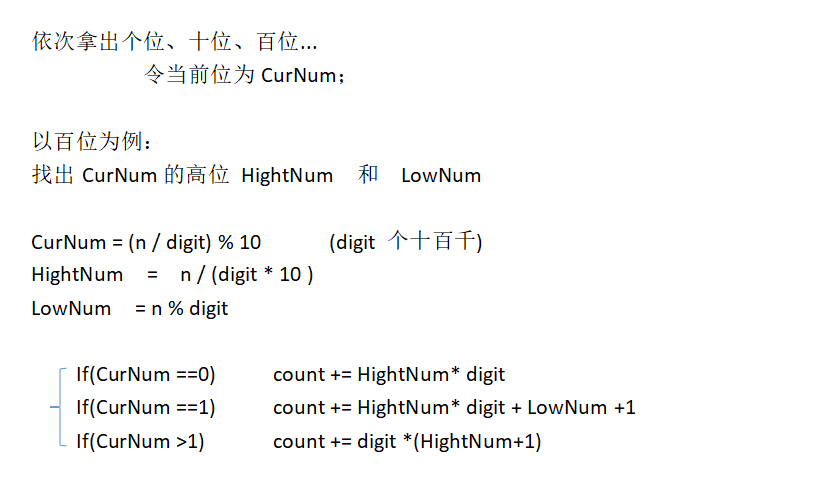 依次拿出个位、十位、百位...
令当前位为 CurNum；
以百位为例：
找出 CurNum 的高位 HightNum 和 LowNum
CurNum = (n / digit) % 10 (digit 个十百千)
HightNum = n / (digit * 10 )
LowNum = n % digit
If(CurNum ==0) count += HightNum* digit
If(CurNum ==1) count += HightNum* digit + LowNum +1
If(CurNum >1) count += digit *(HightNum+1)